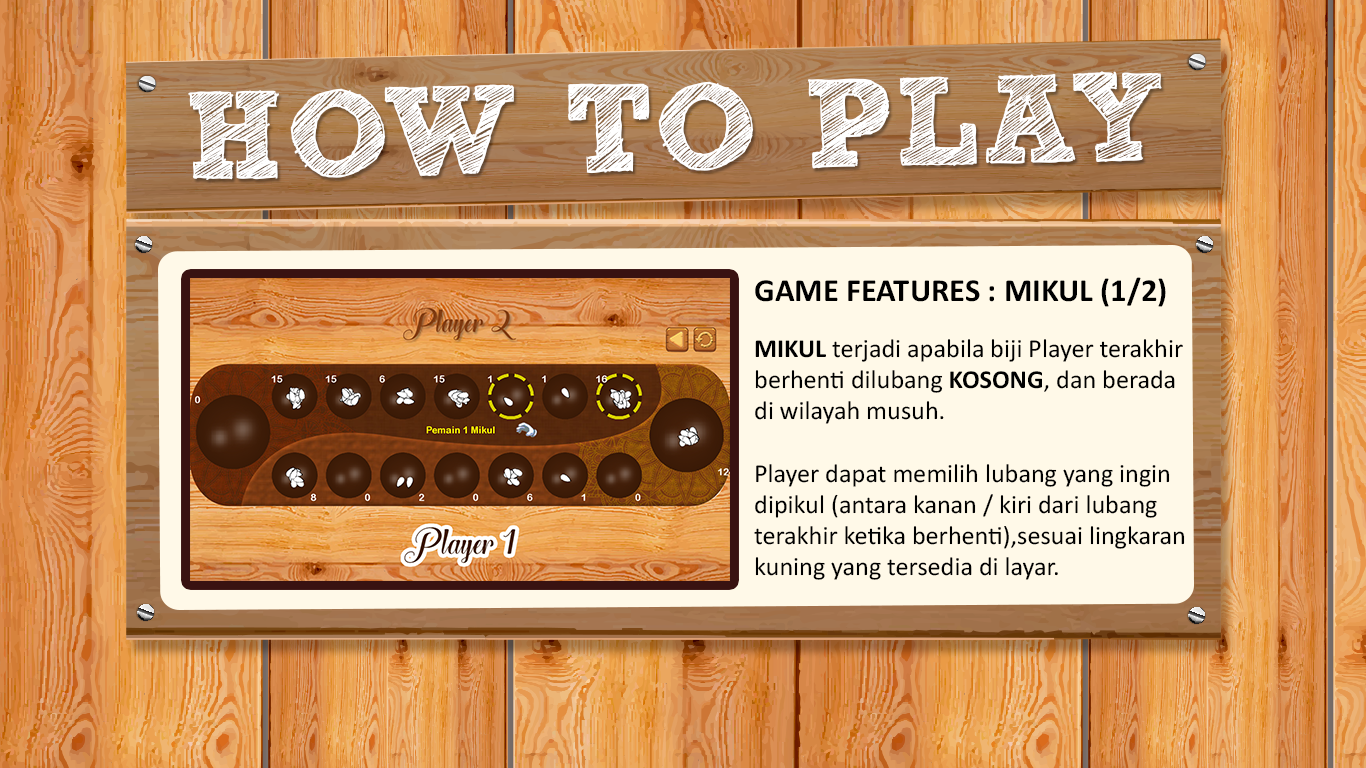 HOW TO PLAY
GAME FEATURES : MIKUL (1/2)
MIKUL terjadi apabila biji Player terakhir
berhenti dilubang KOSONG, dan berada
di wilayah musuh.
Player dapat memilih lubang yang ingin
dipikul (antara kanan / kiri dari lubang
terakhir ketika berhenti),sesuai lingkaran
kuning yang tersedia di layar.
Player 2
15 15 6 15 1 1 16
0
Pemain 1 Mikul
12
8 0 2 0 6 1 0
Player 1